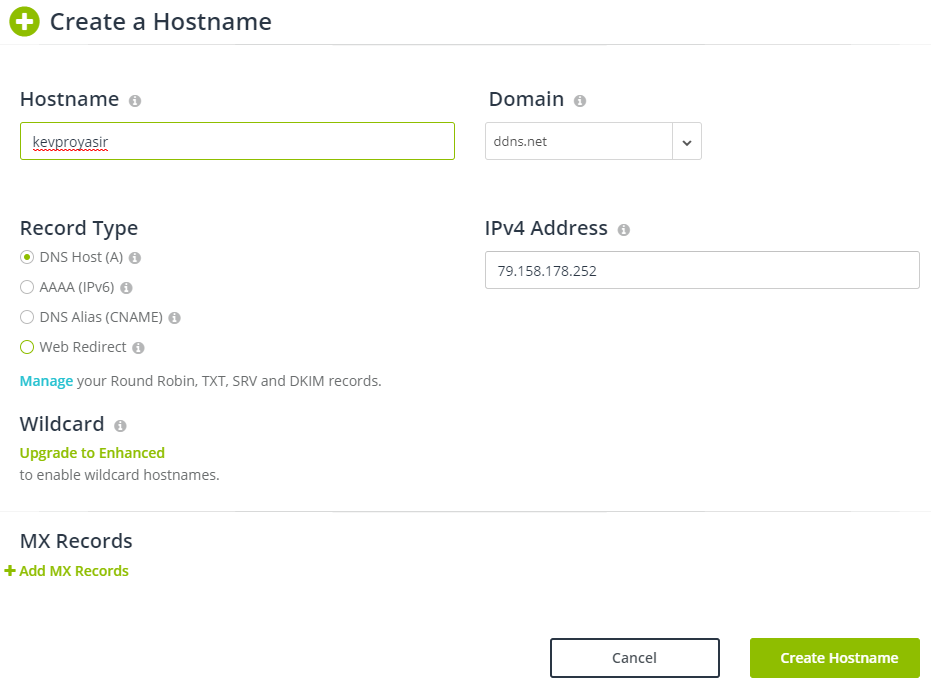 Create a Hostname
Hostname
Domain
kevproyasir
ddns.net
Record Type
IPv4 Address
DNS Host (A)
79.158.178.252
AAAA (IPv6)
DNS Alias (CNAME)
Web Redirect
Manage your Round Robin, TXT, SRV and DKIM records.
Wildcard
Upgrade to Enhanced
to enable wildcard hostnames.
MX Records
+ Add MX Records
Cancel
Create Hostname